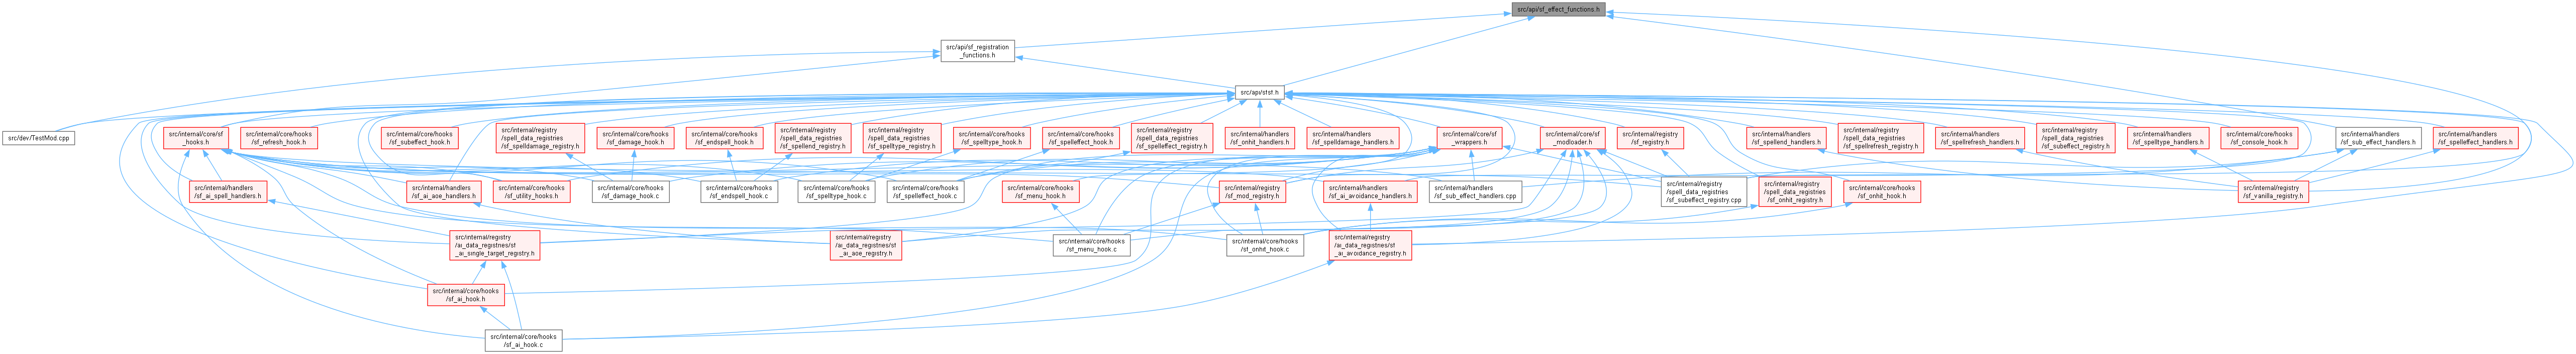 src/api/sf_effect_functions.h
src/api/sf_registration
_functions.h
src/api/sfsf.h
src/dev/TestMod.cpp
src/internal/core/sf
_hooks.h
src/internal/core/hooks
/sf_refresh_hook.h
src/internal/core/hooks
/sf_subeffect_hook.h
src/internal/registry
/spell_data_registries
/sf_spelldamage_registry.h
src/internal/core/hooks
/sf_damage_hook.h
src/internal/core/hooks
/sf_endspell_hook.h
src/internal/registry
/spell_data_registries
/sf_spellend_registry.h
src/internal/registry
/spell_data_registries
/sf_spelltype_registry.h
src/internal/core/hooks
/sf_spelltype_hook.h
src/internal/core/hooks
/sf_spelleffect_hook.h
src/internal/registry
/spell_data_registries
/sf_spelleffect_registry.h
src/internal/handlers
/sf_onhit_handlers.h
src/internal/handlers
/sf_spelldamage_handlers.h
src/internal/core/sf
_wrappers.h
src/internal/core/sf
_modloader.h
src/internal/registry
/sf_registry.h
src/internal/handlers
/sf_spellend_handlers.h
src/internal/registry
/spell_data_registries
/sf_spellrefresh_registry.h
src/internal/handlers
/sf_spellrefresh_handlers.h
src/internal/registry
/spell_data_registries
/sf_subeffect_registry.h
src/internal/handlers
/sf_spelltype_handlers.h
src/internal/core/hooks
/sf_console_hook.h
src/internal/handlers
/sf_sub_effect_handlers.h
src/internal/handlers
/sf_spelleffect_handlers.h
src/internal/handlers
/sf_ai_spell_handlers.h
src/internal/handlers
/sf_ai_aoe_handlers.h
src/internal/core/hooks
/sf_utility_hooks.h
src/internal/core/hooks
/sf_damage_hook.c
src/internal/core/hooks
/sf_endspell_hook.c
src/internal/core/hooks
/sf_spelltype_hook.c
src/internal/core/hooks
/sf_spelleffect_hook.c
src/internal/core/hooks
/sf_menu_hook.h
src/internal/registry
/sf_mod_registry.h
src/internal/handlers
/sf_ai_avoidance_handlers.h
src/internal/handlers
/sf_sub_effect_handlers.cpp
src/internal/registry
/spell_data_registries
/sf_subeffect_registry.cpp
src/internal/registry
/spell_data_registries
/sf_onhit_registry.h
src/internal/core/hooks
/sf_onhit_hook.h
src/internal/registry
/sf_vanilla_registry.h
src/internal/registry
/ai_data_registries/sf
_ai_single_target_registry.h
src/internal/registry
/ai_data_registries/sf
_ai_aoe_registry.h
src/internal/core/hooks
/sf_menu_hook.c
src/internal/core/hooks
/sf_onhit_hook.c
src/internal/registry
/ai_data_registries/sf
_ai_avoidance_registry.h
src/internal/core/hooks
/sf_ai_hook.h
src/internal/core/hooks
/sf_ai_hook.c